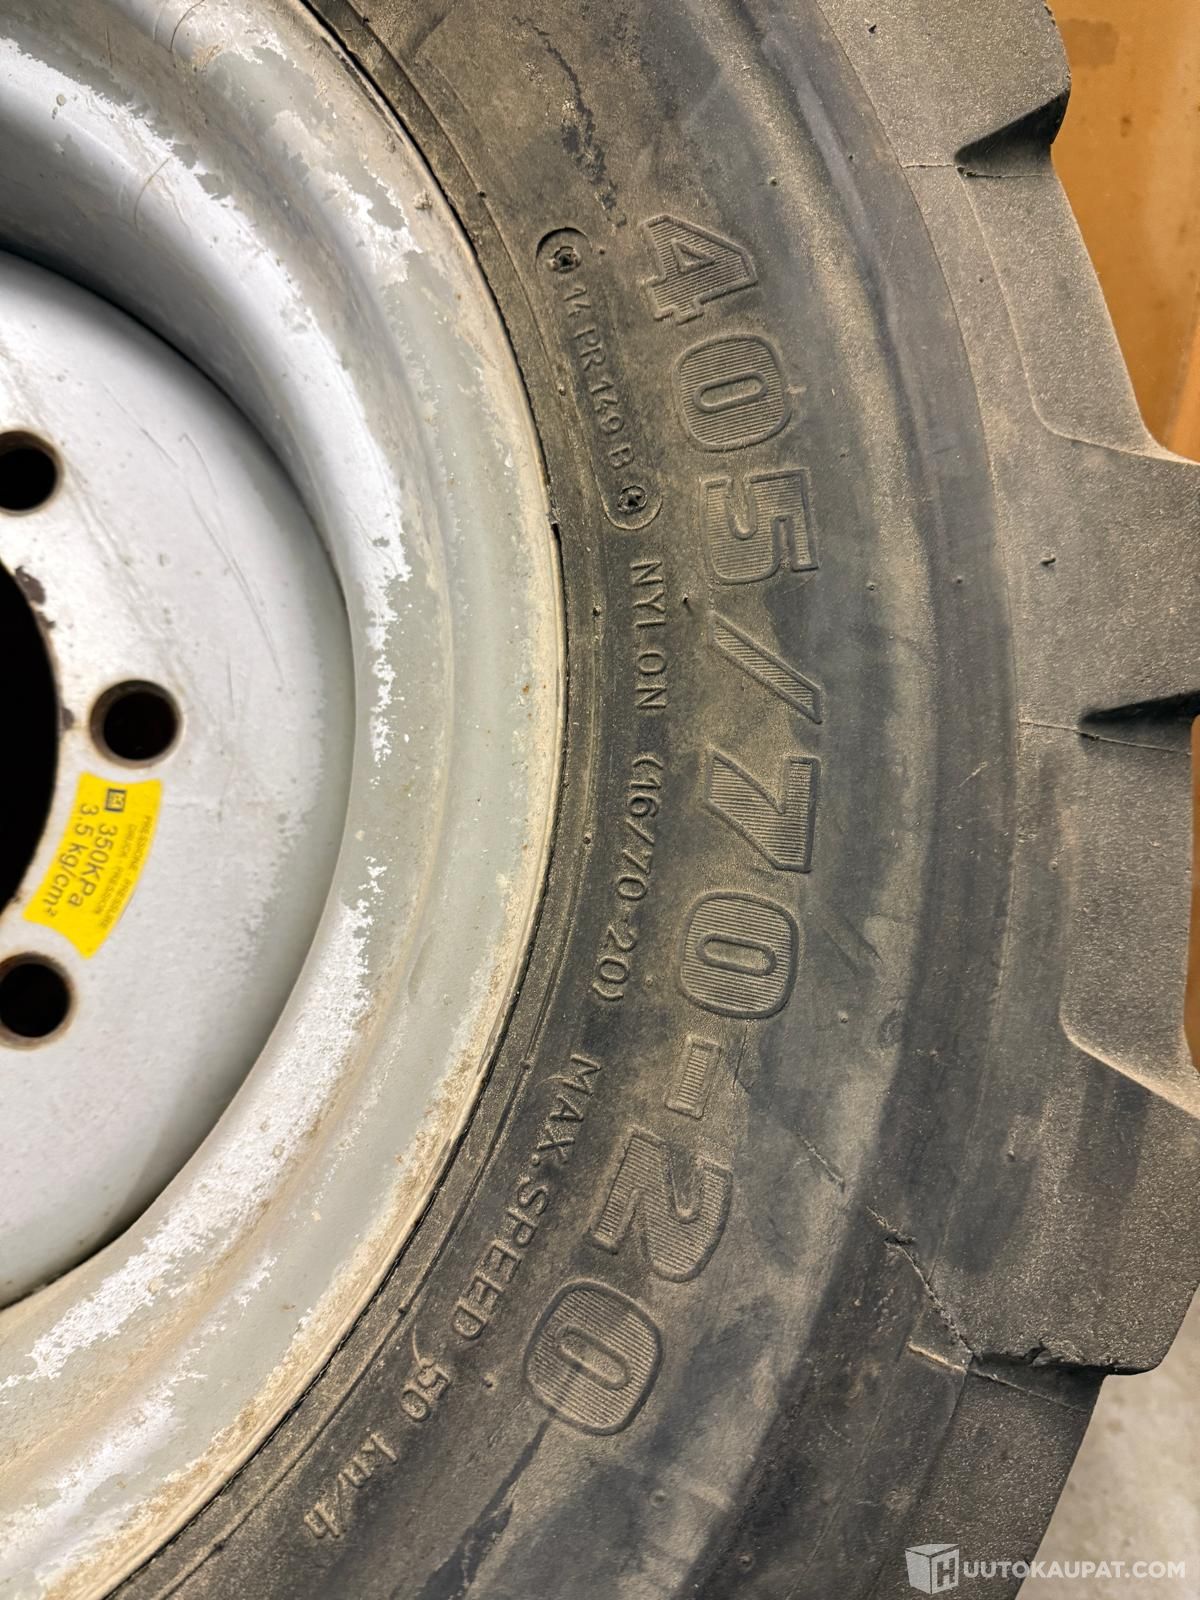 405/70-20
14 PR 149 B NYLON (16/70-20) MAX.SPEED 50 km/h
350KPa
3.5 kg/cm²
UUTOKAUPAT.COM